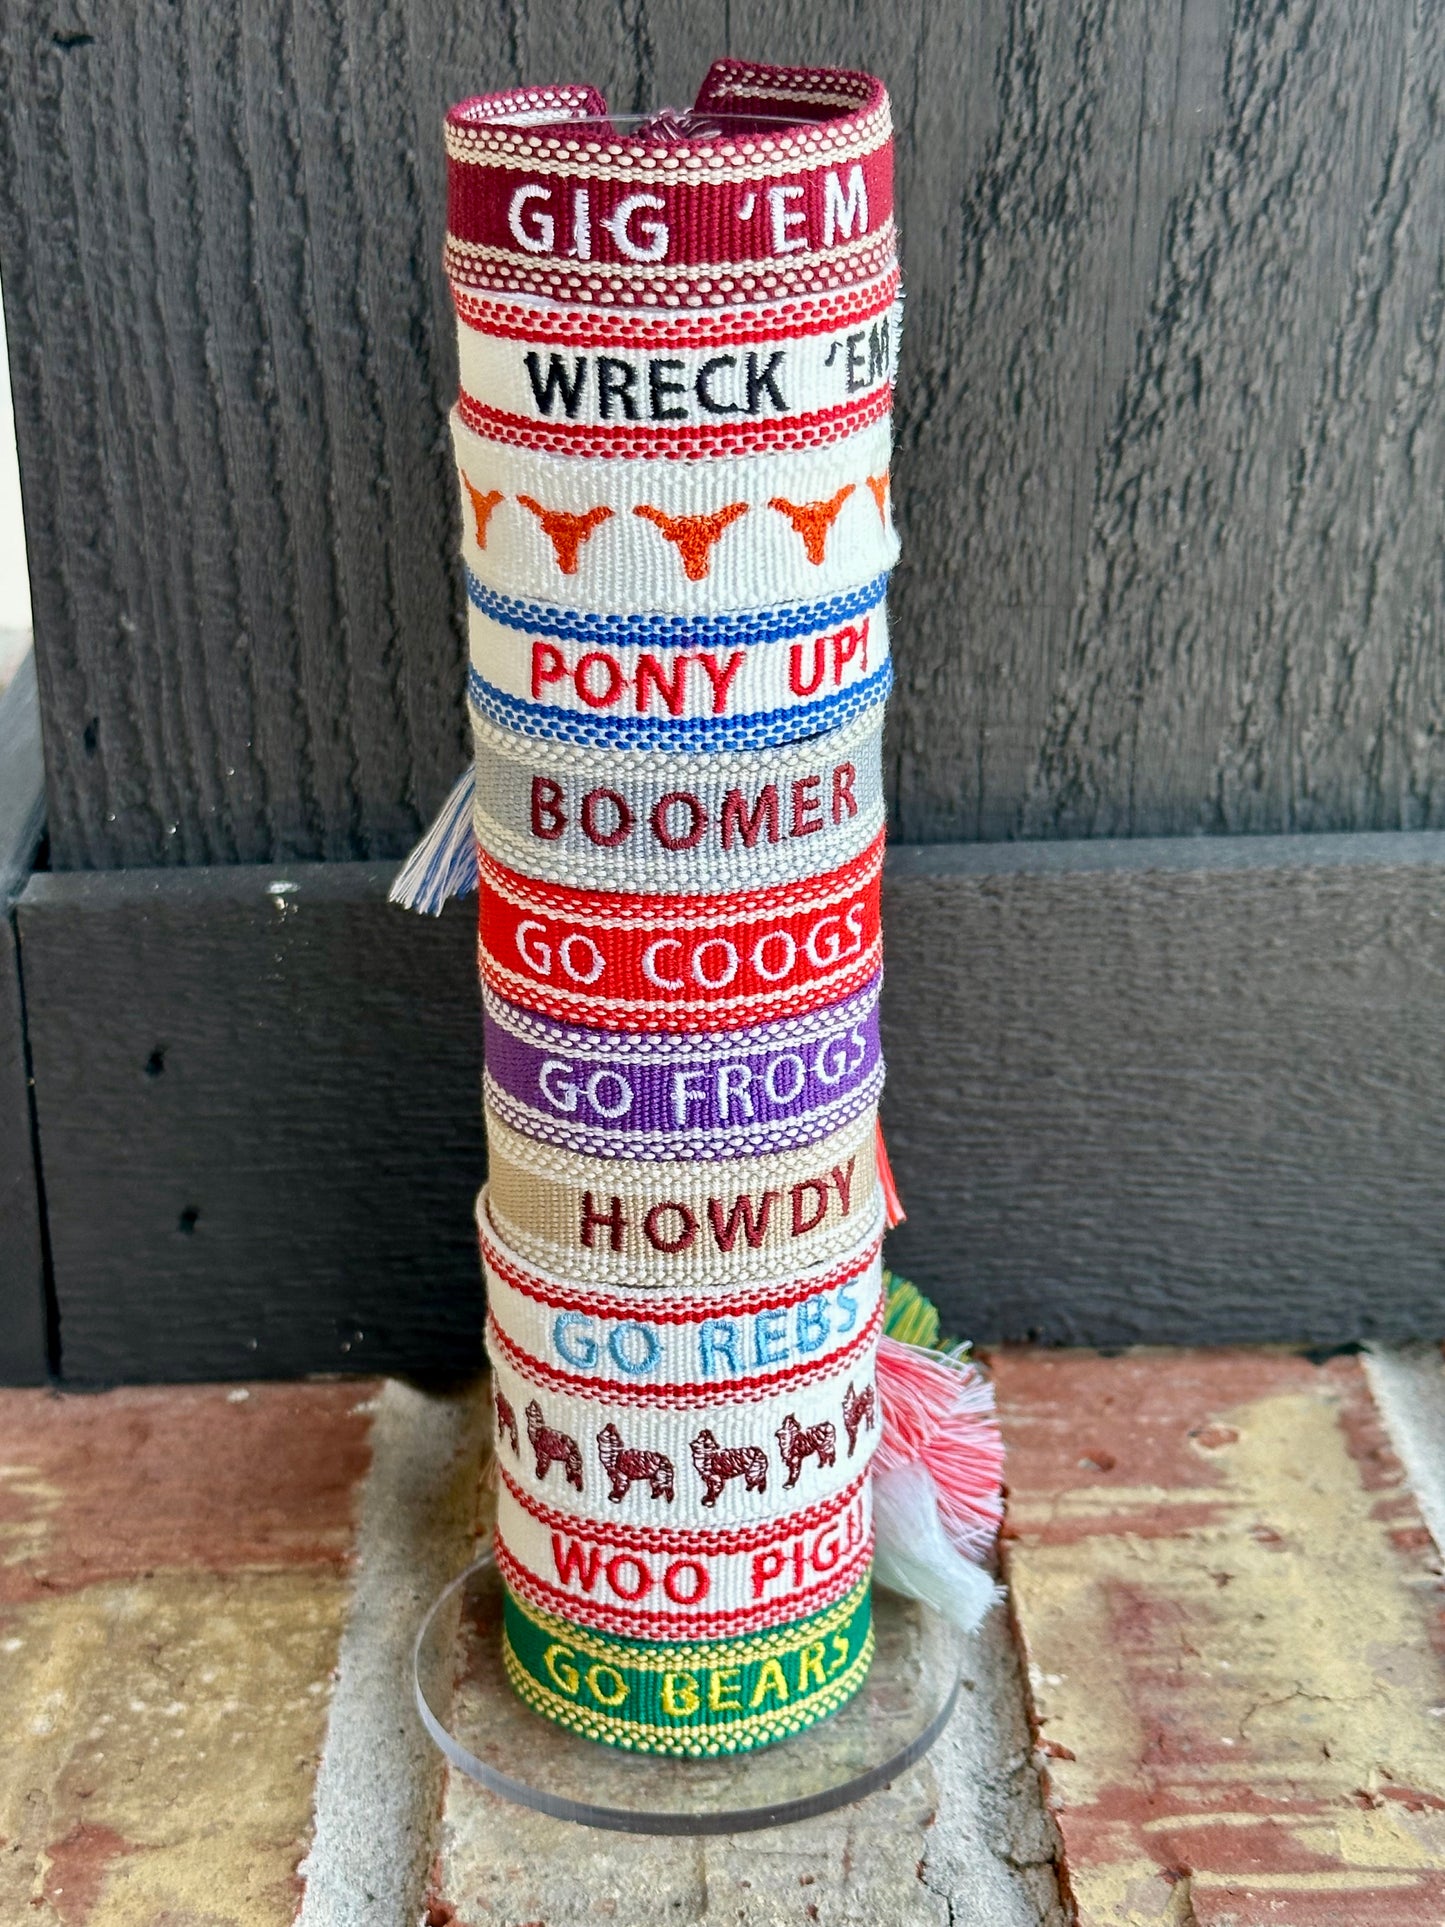 GIG 'EM
WRECK 'EM
PONY UP!
BOOMER
GO COOGS
GO FROGS
HOWDY
GO REBS
WOO PIG!!
GO BEARS